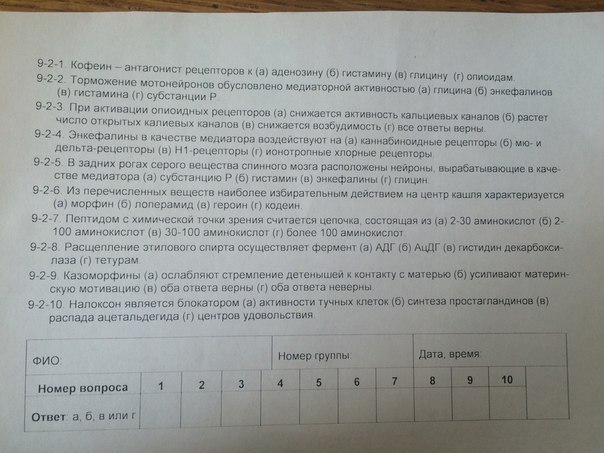 9-2-1. Кофеин – антагонист рецепторов к (а) аденозину (б) гистамину (в) глицину (г) опиоидам.
9-2-2. Торможение мотонейронов обусловлено медиаторной активностью (а) глицина (б) энкефалинов
(в) гистамина (г) субстанции Р.
9-2-3. При активации опиоидных рецепторов (а) снижается активность кальциевых каналов (б) растет
число открытых калиевых каналов (в) снижается возбудимость (г) все ответы верны.
9-2-4. Энкефалины в качестве медиатора воздействуют на (а) каннабиоидные рецепторы (б) мю- и
дельта-рецепторы (в) Н1-рецепторы (г) ионотропные хлорные рецепторы
9-2-5. В задних рогах серого вещества спинного мозга расположены нейроны, вырабатывающие в каче-
стве медиатора (а) субстанцию Р (б) гистамин (в) энкефалины (г) глицин.
9-2-6. Из перечисленных веществ наиболее избирательным действием на центр кашля характеризуется
(а) морфин (б) лоперамид (в) героин (г) кодеин.
9-2-7. Пептидом с химической точки зрения считается цепочка, состоящая из (а) 2-30 аминокислот (б) 2-
100 аминокислот (в) 30-100 аминокислот (г) более 100 аминокислот.
9-2-8. Расщепление этилового спирта осуществляет фермент (а) АДГ (б) АцДГ (в) гистидин декарбокси-
лаза (г) тетурам.
9-2-9. Казоморфины (а) ослабляют стремление детенышей к контакту с матерью (б) усиливают материн-
скую мотивацию (в) оба ответа верны (г) оба ответа неверны.
9-2-10. Налоксон является блокатором (а) активности тучных клеток (б) синтеза простагландинов (в)
распада ацетальдегида (г) центров удовольствия.
ФИО: Номер группы: Дата, время:
Номер вопроса 1 2 3 4 5 6 7 8 9 10
Ответ: а, б, в или г